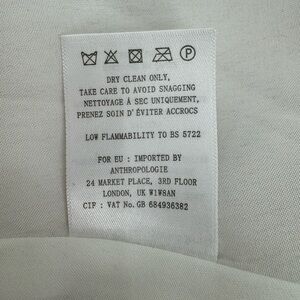 P
DRY CLEAN ONLY,
TAKE CARE TO AVOID SNAGGING
NETTOYAGE À SEC UNIQUEMENT,
PRENEZ SOIN D'ÉVITER ACCROCS
LOW FLAMMABILITY TO BS 5722
FOR EU : IMPORTED BY
ANTHROPOLOGIE
24 MARKET PLACE, 3RD FLOOR
LONDON, UK W1W8AN
CIF : VAT No. GB 684936382